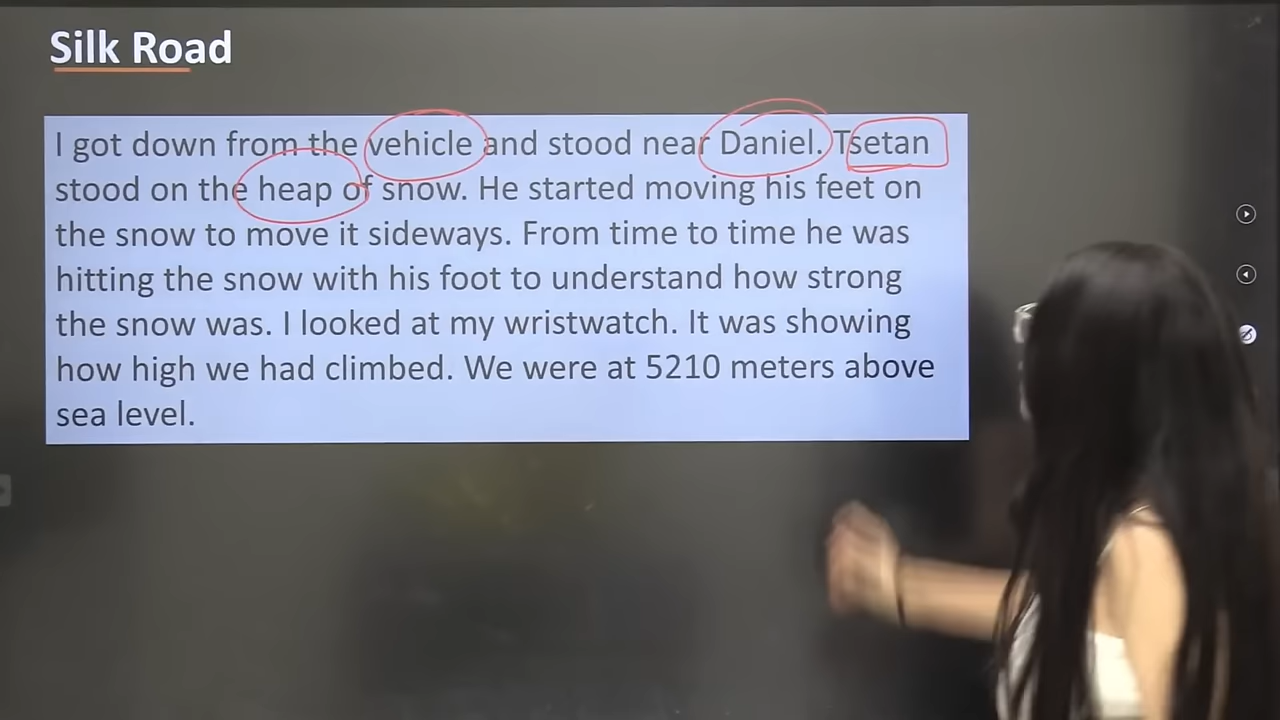 Silk Road
I got down from the vehicle and stood near Daniel. Tsetan
stood on the heap of snow. He started moving his feet on
the snow to move it sideways. From time to time he was
hitting the snow with his foot to understand how strong
the snow was. I looked at my wristwatch. It was showing
how high we had climbed. We were at 5210 meters above
sea level.